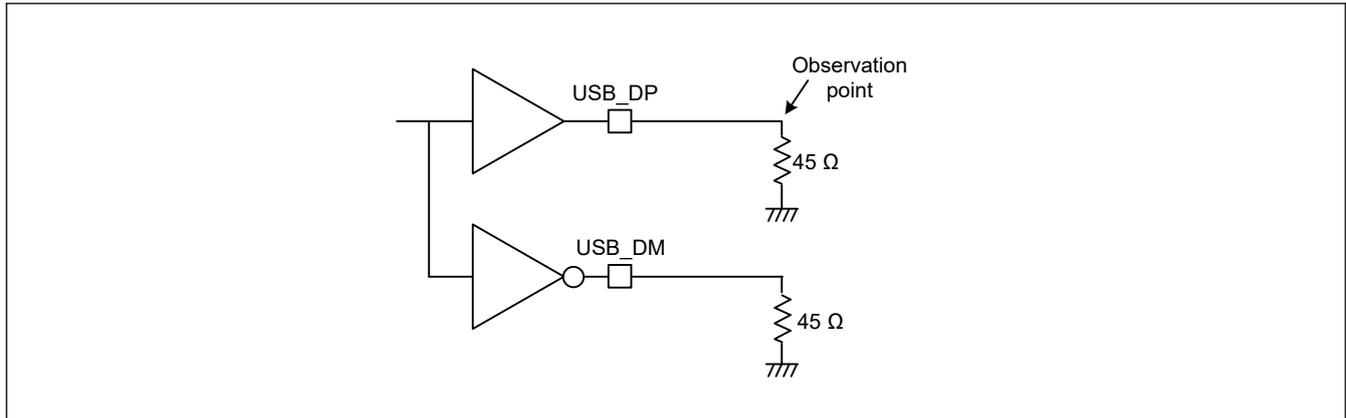 Observation
point
USB_DP
45 Ω
USB_DM
45 Ω